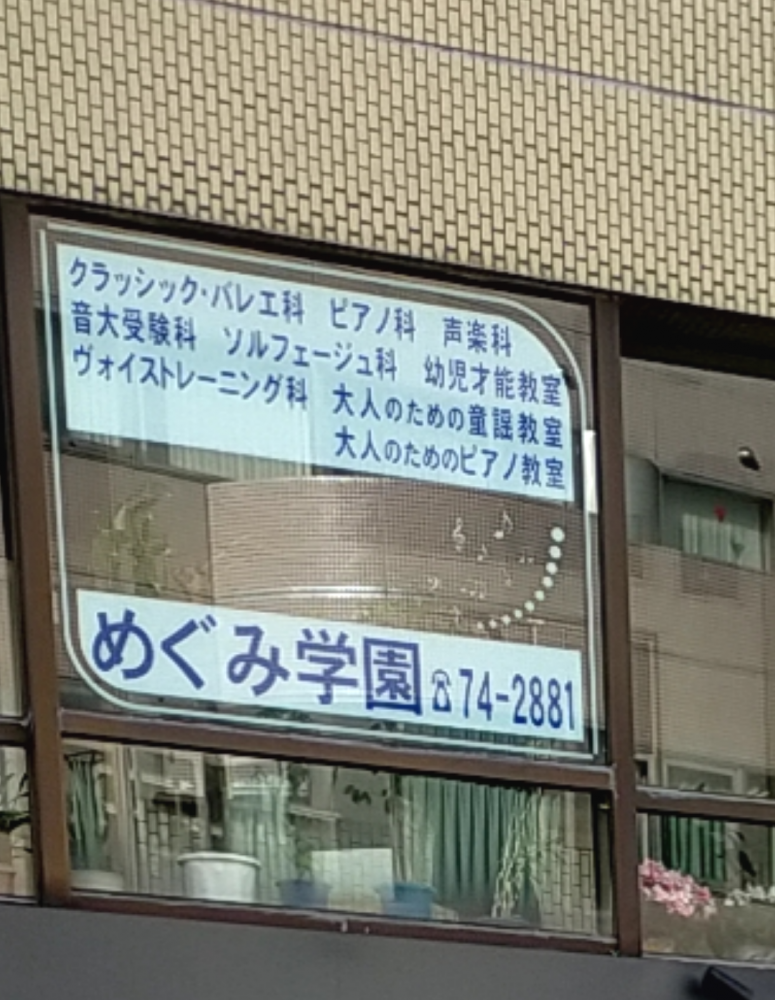 クラッシック・バレエ科　ピアノ科　声楽科
音大受験科　ソルフェージュ科　幼児才能教室
ヴォイストレーニング科　大人のための童謡教室
大人のためのピアノ教室
めぐみ学園☎74-2881